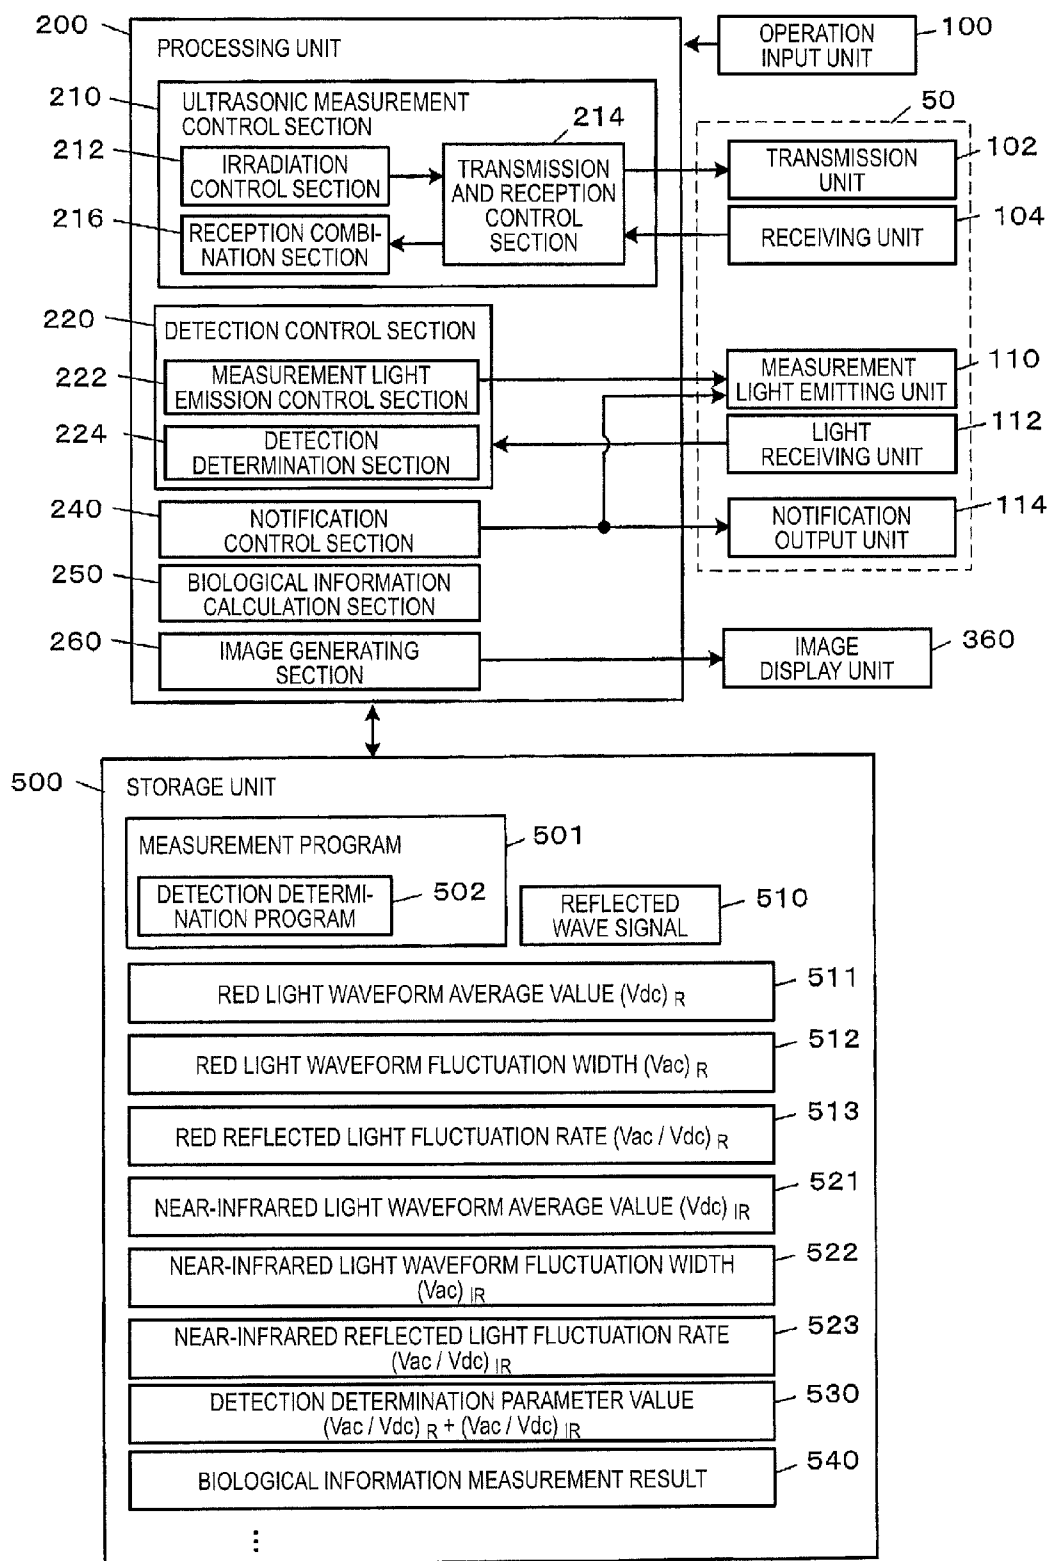 200
PROCESSING UNIT
OPERATION
INPUT UNIT
100
210
ULTRASONIC MEASUREMENT
CONTROL SECTION
214
50
212
IRRADIATION
CONTROL SECTION
TRANSMISSION
AND RECEPTION
CONTROL
SECTION
TRANSMISSION
UNIT
102
216
RECEPTION COMBI-
NATION SECTION
RECEIVING UNIT
104
220
DETECTION CONTROL SECTION
222
MEASUREMENT LIGHT
EMISSION CONTROL SECTION
MEASUREMENT
LIGHT EMITTING UNIT
110
224
DETECTION
DETERMINATION SECTION
LIGHT
RECEIVING UNIT
112
240
NOTIFICATION
CONTROL SECTION
NOTIFICATION
OUTPUT UNIT
114
250
BIOLOGICAL INFORMATION
CALCULATION SECTION
260
IMAGE GENERATING
SECTION
IMAGE
DISPLAY UNIT
360
500
STORAGE UNIT
MEASUREMENT PROGRAM
501
DETECTION DETERMI-
NATION PROGRAM
502
REFLECTED
WAVE SIGNAL
510
RED LIGHT WAVEFORM AVERAGE VALUE (Vdc) R
511
RED LIGHT WAVEFORM FLUCTUATION WIDTH (Vac) R
512
RED REFLECTED LIGHT FLUCTUATION RATE (Vac / Vdc) R
513
NEAR-INFRARED LIGHT WAVEFORM AVERAGE VALUE (Vdc) IR
521
NEAR-INFRARED LIGHT WAVEFORM FLUCTUATION WIDTH
(Vac) IR
522
NEAR-INFRARED REFLECTED LIGHT FLUCTUATION RATE
(Vac / Vdc) IR
523
DETECTION DETERMINATION PARAMETER VALUE
(Vac / Vdc) R + (Vac / Vdc) IR
530
BIOLOGICAL INFORMATION MEASUREMENT RESULT
540
⋮